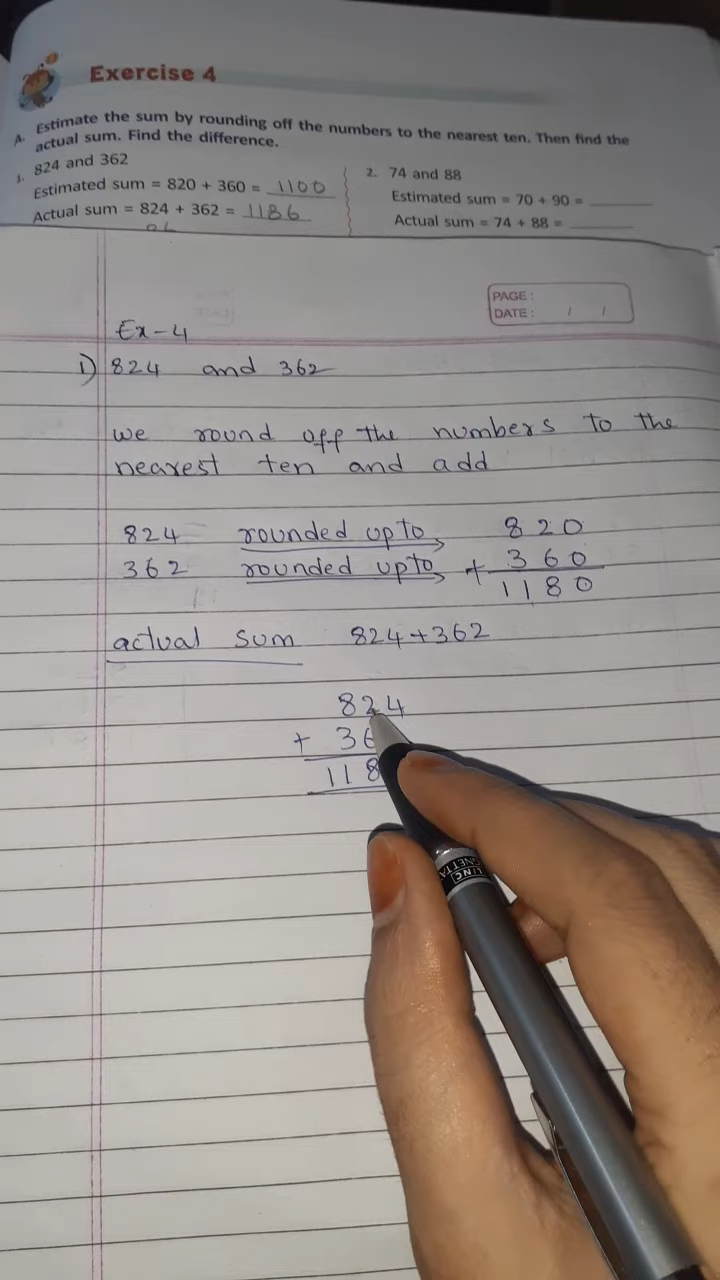 Exercise 4
A. Estimate the sum by rounding off the numbers to the nearest ten. Then find the
actual sum. Find the difference.
1. 824 and 362
Estimated sum = 820 + 360 = 1100
Actual sum = 824 + 362 = 1186
2. 74 and 88
Estimated sum = 70 + 90 = ________
Actual sum = 74 + 88 = ________
PAGE :
DATE : / /
Ex-4
1) 824 and 362
we round off the numbers to the
nearest ten and add
824 rounded upto 820
362 rounded upto + 360
1180
actual sum 824+362
824
+ 36
118
LINC